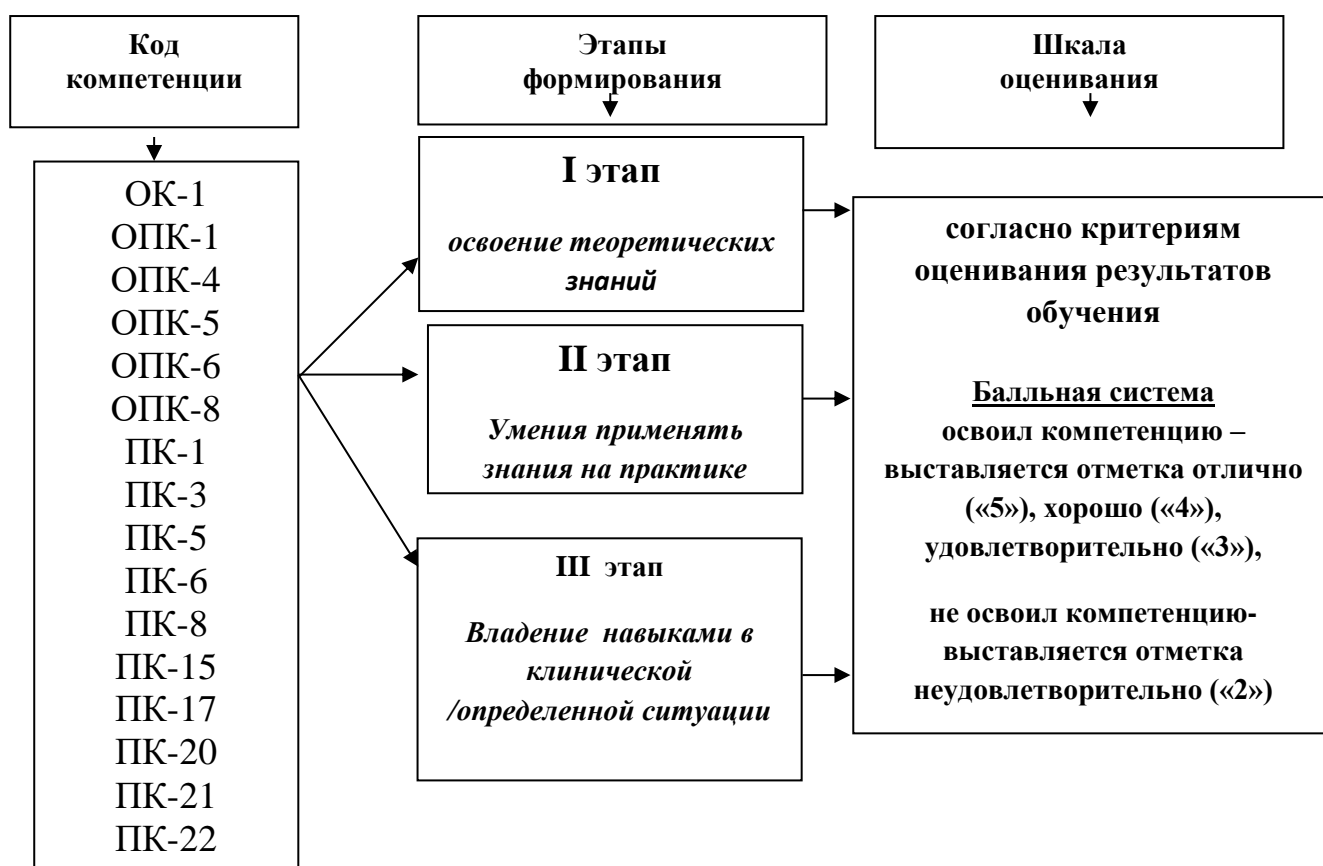 Код
компетенции
Этапы
формирования
Шкала
оценивания
ОК-1
ОПК-1
ОПК-4
ОПК-5
ОПК-6
ОПК-8
ПК-1
ПК-3
ПК-5
ПК-6
ПК-8
ПК-15
ПК-17
ПК-20
ПК-21
ПК-22
I этап
освоение теоретических
знаний
II этап
Умения применять
знания на практике
III этап
Владение навыками в
клинической
/определенной ситуации
согласно критериям
оценивания результатов
обучения
Балльная система
освоил компетенцию –
выставляется отметка отлично
(«5»), хорошо («4»),
удовлетворительно («3»),
не освоил компетенцию-
выставляется отметка
неудовлетворительно («2»)